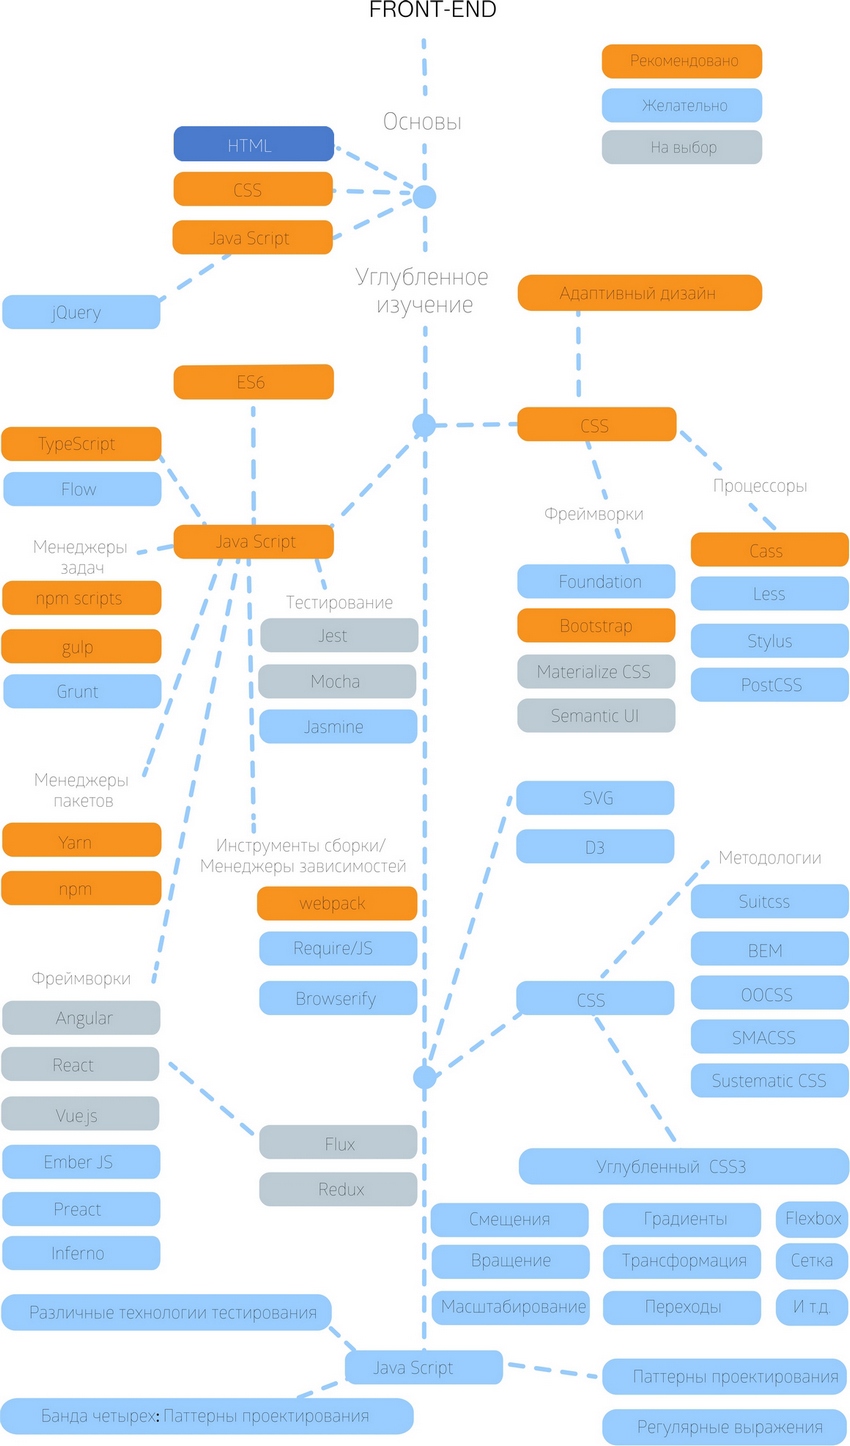 FRONT-END
Рекомендовано
Желательно
На выбор
Основы
HTML
CSS
Java Script
jQuery
Углубленное
изучение
Адаптивный дизайн
ES6
CSS
TypeScript
Flow
Java Script
Процессоры
Фреймворки
Cass
Less
Stylus
PostCSS
Foundation
Bootstrap
Materialize CSS
Semantic UI
Менеджеры
задач
npm scripts
gulp
Grunt
Тестирование
Jest
Mocha
Jasmine
Менеджеры
пакетов
Yarn
npm
Инструменты сборки/
Менеджеры зависимостей
webpack
Require/JS
Browserify
SVG
D3
Методологии
Suitcss
BEM
OOCSS
SMACSS
Sustematic CSS
CSS
Фреймворки
Angular
React
Vue.js
Ember JS
Preact
Inferno
Flux
Redux
Углубленный CSS3
Смещения
Градиенты
Flexbox
Вращение
Трансформация
Сетка
Масштабирование
Переходы
И т.д.
Различные технологии тестирования
Java Script
Банда четырех: Паттерны проектирования
Паттерны проектирования
Регулярные выражения